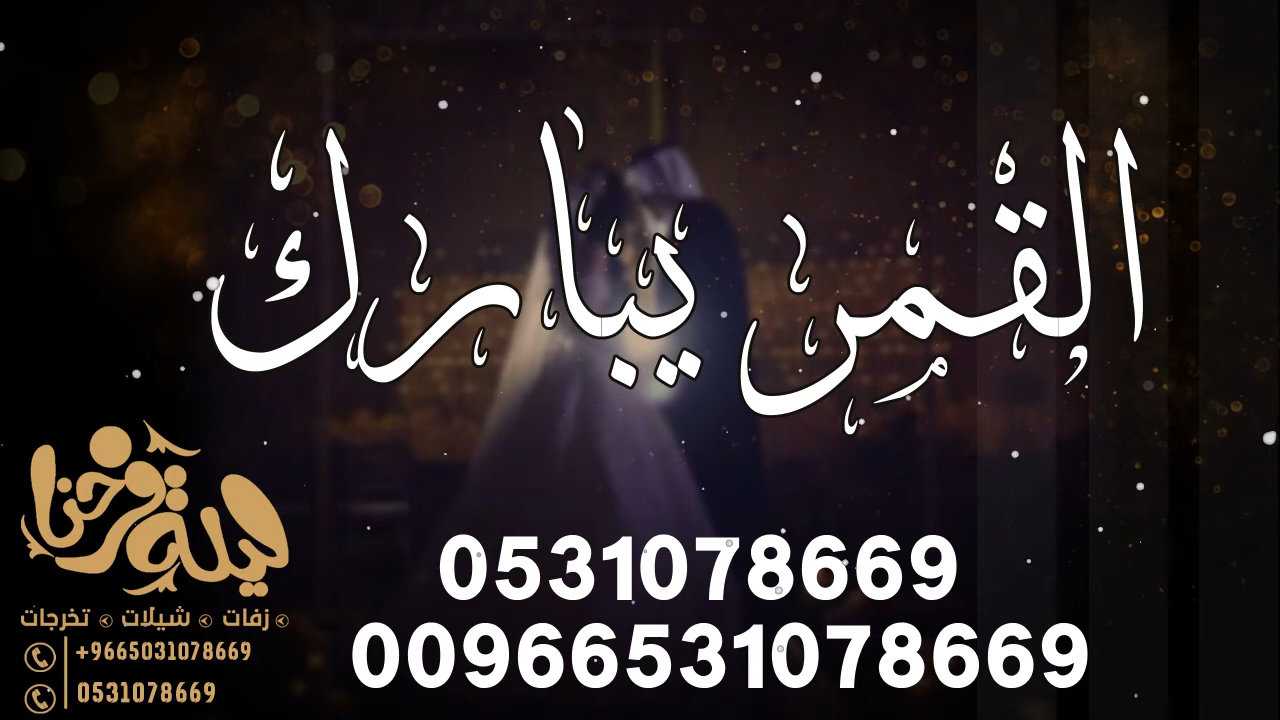 القمر يبارك
ليلة فرحنا
زفات شيلات تخرجات
+9665031078669
0531078669
0531078669
00966531078669